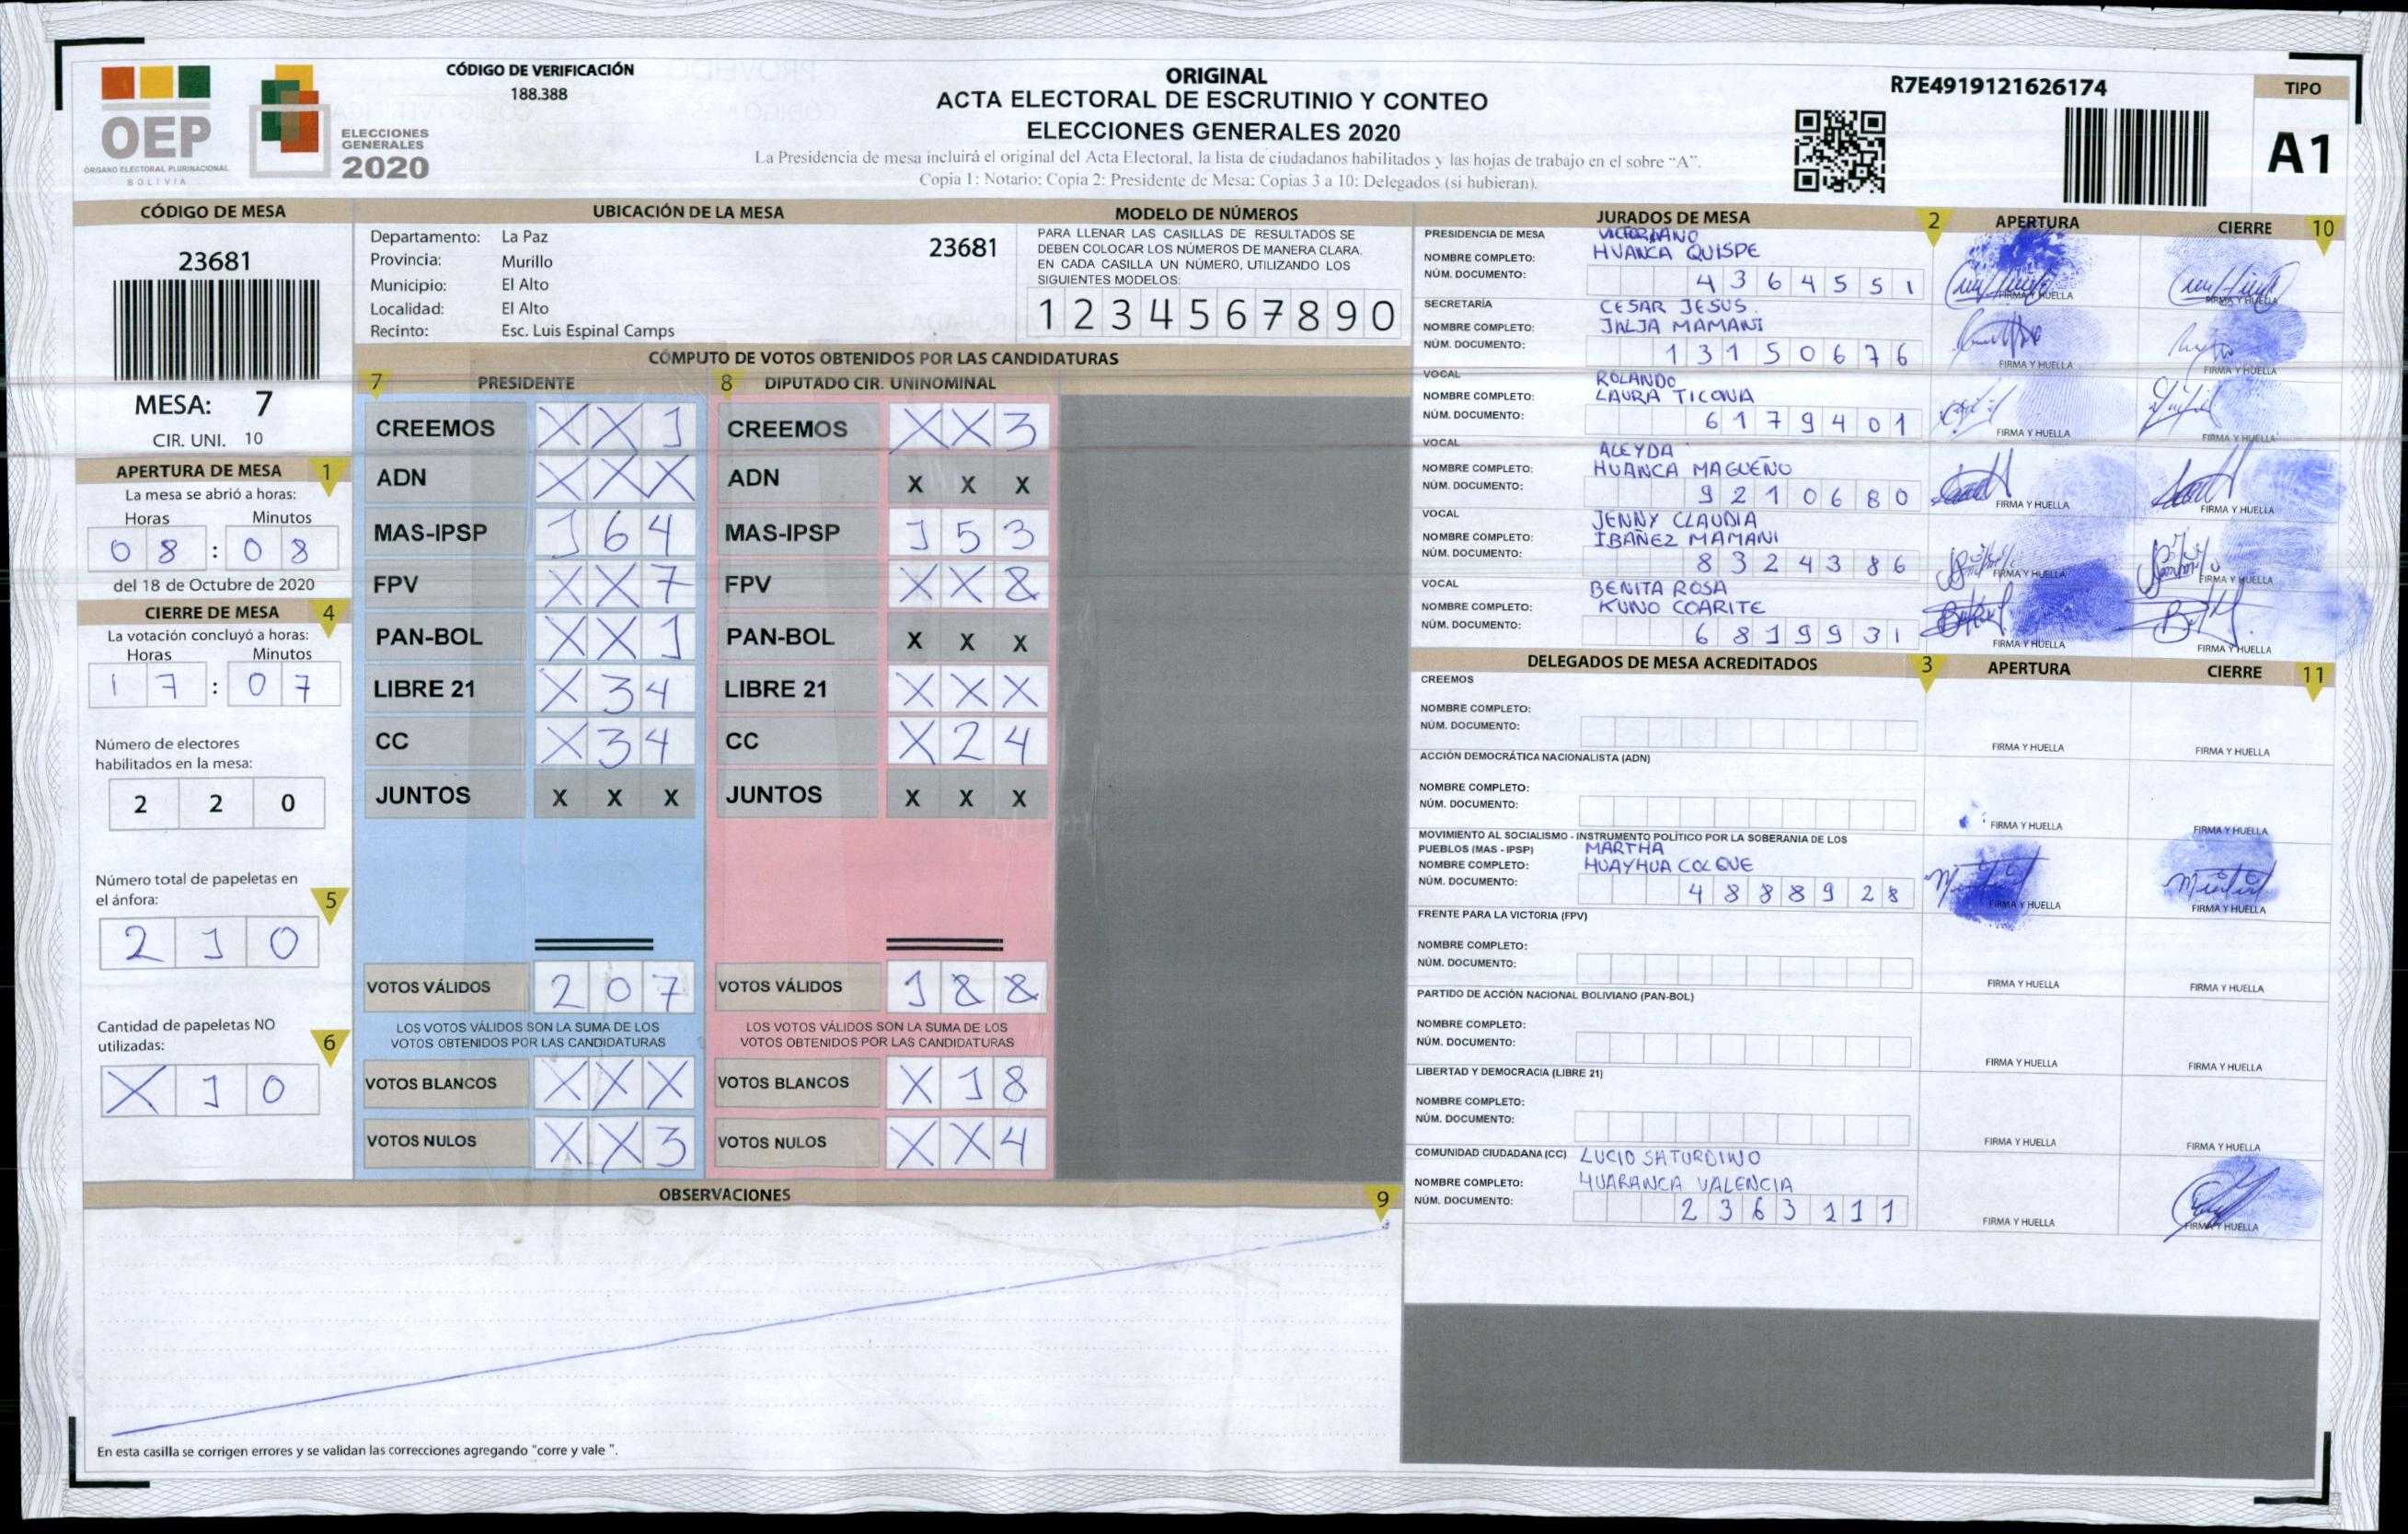 OEP
ÓRGANO ELECTORAL PLURINACIONAL
BOLIVIA
ELECCIONES
GENERALES
2020
CÓDIGO DE VERIFICACIÓN
188.388
ORIGINAL
ACTA ELECTORAL DE ESCRUTINIO Y CONTEO
ELECCIONES GENERALES 2020
La Presidencia de mesa incluirá el original del Acta Electoral, la lista de ciudadanos habilitados y las hojas de trabajo en el sobre “A”.
Copia 1: Notario; Copia 2: Presidente de Mesa; Copias 3 a 10: Delegados (si hubieran).
R7E4919121626174
TIPO
A1
CÓDIGO DE MESA
23681
MESA: 7
CIR. UNI. 10
APERTURA DE MESA 1
La mesa se abrió a horas:
Horas Minutos
0 8 : 0 8
del 18 de Octubre de 2020
CIERRE DE MESA 4
La votación concluyó a horas:
Horas Minutos
1 7 : 0 7
Número de electores
habilitados en la mesa:
2 2 0
Número total de papeletas en
el ánfora: 5
2 1 0
Cantidad de papeletas NO
utilizadas: 6
X 1 0
UBICACIÓN DE LA MESA
Departamento: La Paz
23681
Provincia: Murillo
Municipio: El Alto
Localidad: El Alto
Recinto: Esc. Luis Espinal Camps
MODELO DE NÚMEROS
PARA LLENAR LAS CASILLAS DE RESULTADOS SE
DEBEN COLOCAR LOS NÚMEROS DE MANERA CLARA.
EN CADA CASILLA UN NÚMERO, UTILIZANDO LOS
SIGUIENTES MODELOS:
1 2 3 4 5 6 7 8 9 0
CÓMPUTO DE VOTOS OBTENIDOS POR LAS CANDIDATURAS
7 PRESIDENTE
CREEMOS X X 1
ADN X X X
MAS-IPSP 1 6 4
FPV X X 7
PAN-BOL X X 1
LIBRE 21 X 3 4
CC X 3 4
JUNTOS X X X
VOTOS VÁLIDOS 2 0 7
LOS VOTOS VÁLIDOS SON LA SUMA DE LOS
VOTOS OBTENIDOS POR LAS CANDIDATURAS
VOTOS BLANCOS X X X
VOTOS NULOS X X 3
8 DIPUTADO CIR. UNINOMINAL
CREEMOS X X 3
ADN X X X
MAS-IPSP 1 5 3
FPV X X 8
PAN-BOL X X X
LIBRE 21 X X X
CC X 2 4
JUNTOS X X X
VOTOS VÁLIDOS 1 8 8
LOS VOTOS VÁLIDOS SON LA SUMA DE LOS
VOTOS OBTENIDOS POR LAS CANDIDATURAS
VOTOS BLANCOS X 1 8
VOTOS NULOS X X 4
OBSERVACIONES 9
En esta casilla se corrigen errores y se validan las correcciones agregando "corre y vale ".
JURADOS DE MESA 2 APERTURA CIERRE 10
PRESIDENCIA DE MESA
NOMBRE COMPLETO: HUANCA QUISPE
NÚM. DOCUMENTO: 4 3 6 4 5 5 1
FIRMA Y HUELLA FIRMA Y HUELLA
SECRETARÍA CESAR JESUS
NOMBRE COMPLETO: JALJA MAMANI
NÚM. DOCUMENTO: 1 3 1 5 0 6 7 6
FIRMA Y HUELLA FIRMA Y HUELLA
VOCAL ROLANDO
NOMBRE COMPLETO: LAURA TICONA
NÚM. DOCUMENTO: 6 1 7 9 4 0 1
FIRMA Y HUELLA FIRMA Y HUELLA
VOCAL ALEYDA
NOMBRE COMPLETO: HUANCA MAGUEÑO
NÚM. DOCUMENTO: 9 2 1 0 6 8 0
FIRMA Y HUELLA FIRMA Y HUELLA
VOCAL JENNY CLAUDIA
NOMBRE COMPLETO: IBAÑEZ MAMANI
NÚM. DOCUMENTO: 8 3 2 4 3 8 6
FIRMA Y HUELLA FIRMA Y HUELLA
VOCAL BENITA ROSA
NOMBRE COMPLETO: KUNO COARITE
NÚM. DOCUMENTO: 6 8 1 9 9 3 1
FIRMA Y HUELLA FIRMA Y HUELLA
DELEGADOS DE MESA ACREDITADOS 3 APERTURA CIERRE 11
CREEMOS
NOMBRE COMPLETO:
NÚM. DOCUMENTO:
FIRMA Y HUELLA FIRMA Y HUELLA
ACCIÓN DEMOCRÁTICA NACIONALISTA (ADN)
NOMBRE COMPLETO:
NÚM. DOCUMENTO:
FIRMA Y HUELLA FIRMA Y HUELLA
MOVIMIENTO AL SOCIALISMO - INSTRUMENTO POLÍTICO POR LA SOBERANIA DE LOS
PUEBLOS (MAS - IPSP) MARTHA
NOMBRE COMPLETO: HUAYHUA COLQUE
NÚM. DOCUMENTO: 4 8 8 8 9 2 8
FIRMA Y HUELLA FIRMA Y HUELLA
FRENTE PARA LA VICTORIA (FPV)
NOMBRE COMPLETO:
NÚM. DOCUMENTO:
FIRMA Y HUELLA FIRMA Y HUELLA
PARTIDO DE ACCIÓN NACIONAL BOLIVIANO (PAN-BOL)
NOMBRE COMPLETO:
NÚM. DOCUMENTO:
FIRMA Y HUELLA FIRMA Y HUELLA
LIBERTAD Y DEMOCRACIA (LIBRE 21)
NOMBRE COMPLETO:
NÚM. DOCUMENTO:
FIRMA Y HUELLA FIRMA Y HUELLA
COMUNIDAD CIUDADANA (CC) LUCIO SATURDINO
NOMBRE COMPLETO: HUARANCA VALENCIA
NÚM. DOCUMENTO: 2 3 6 3 1 1 1
FIRMA Y HUELLA FIRMA Y HUELLA